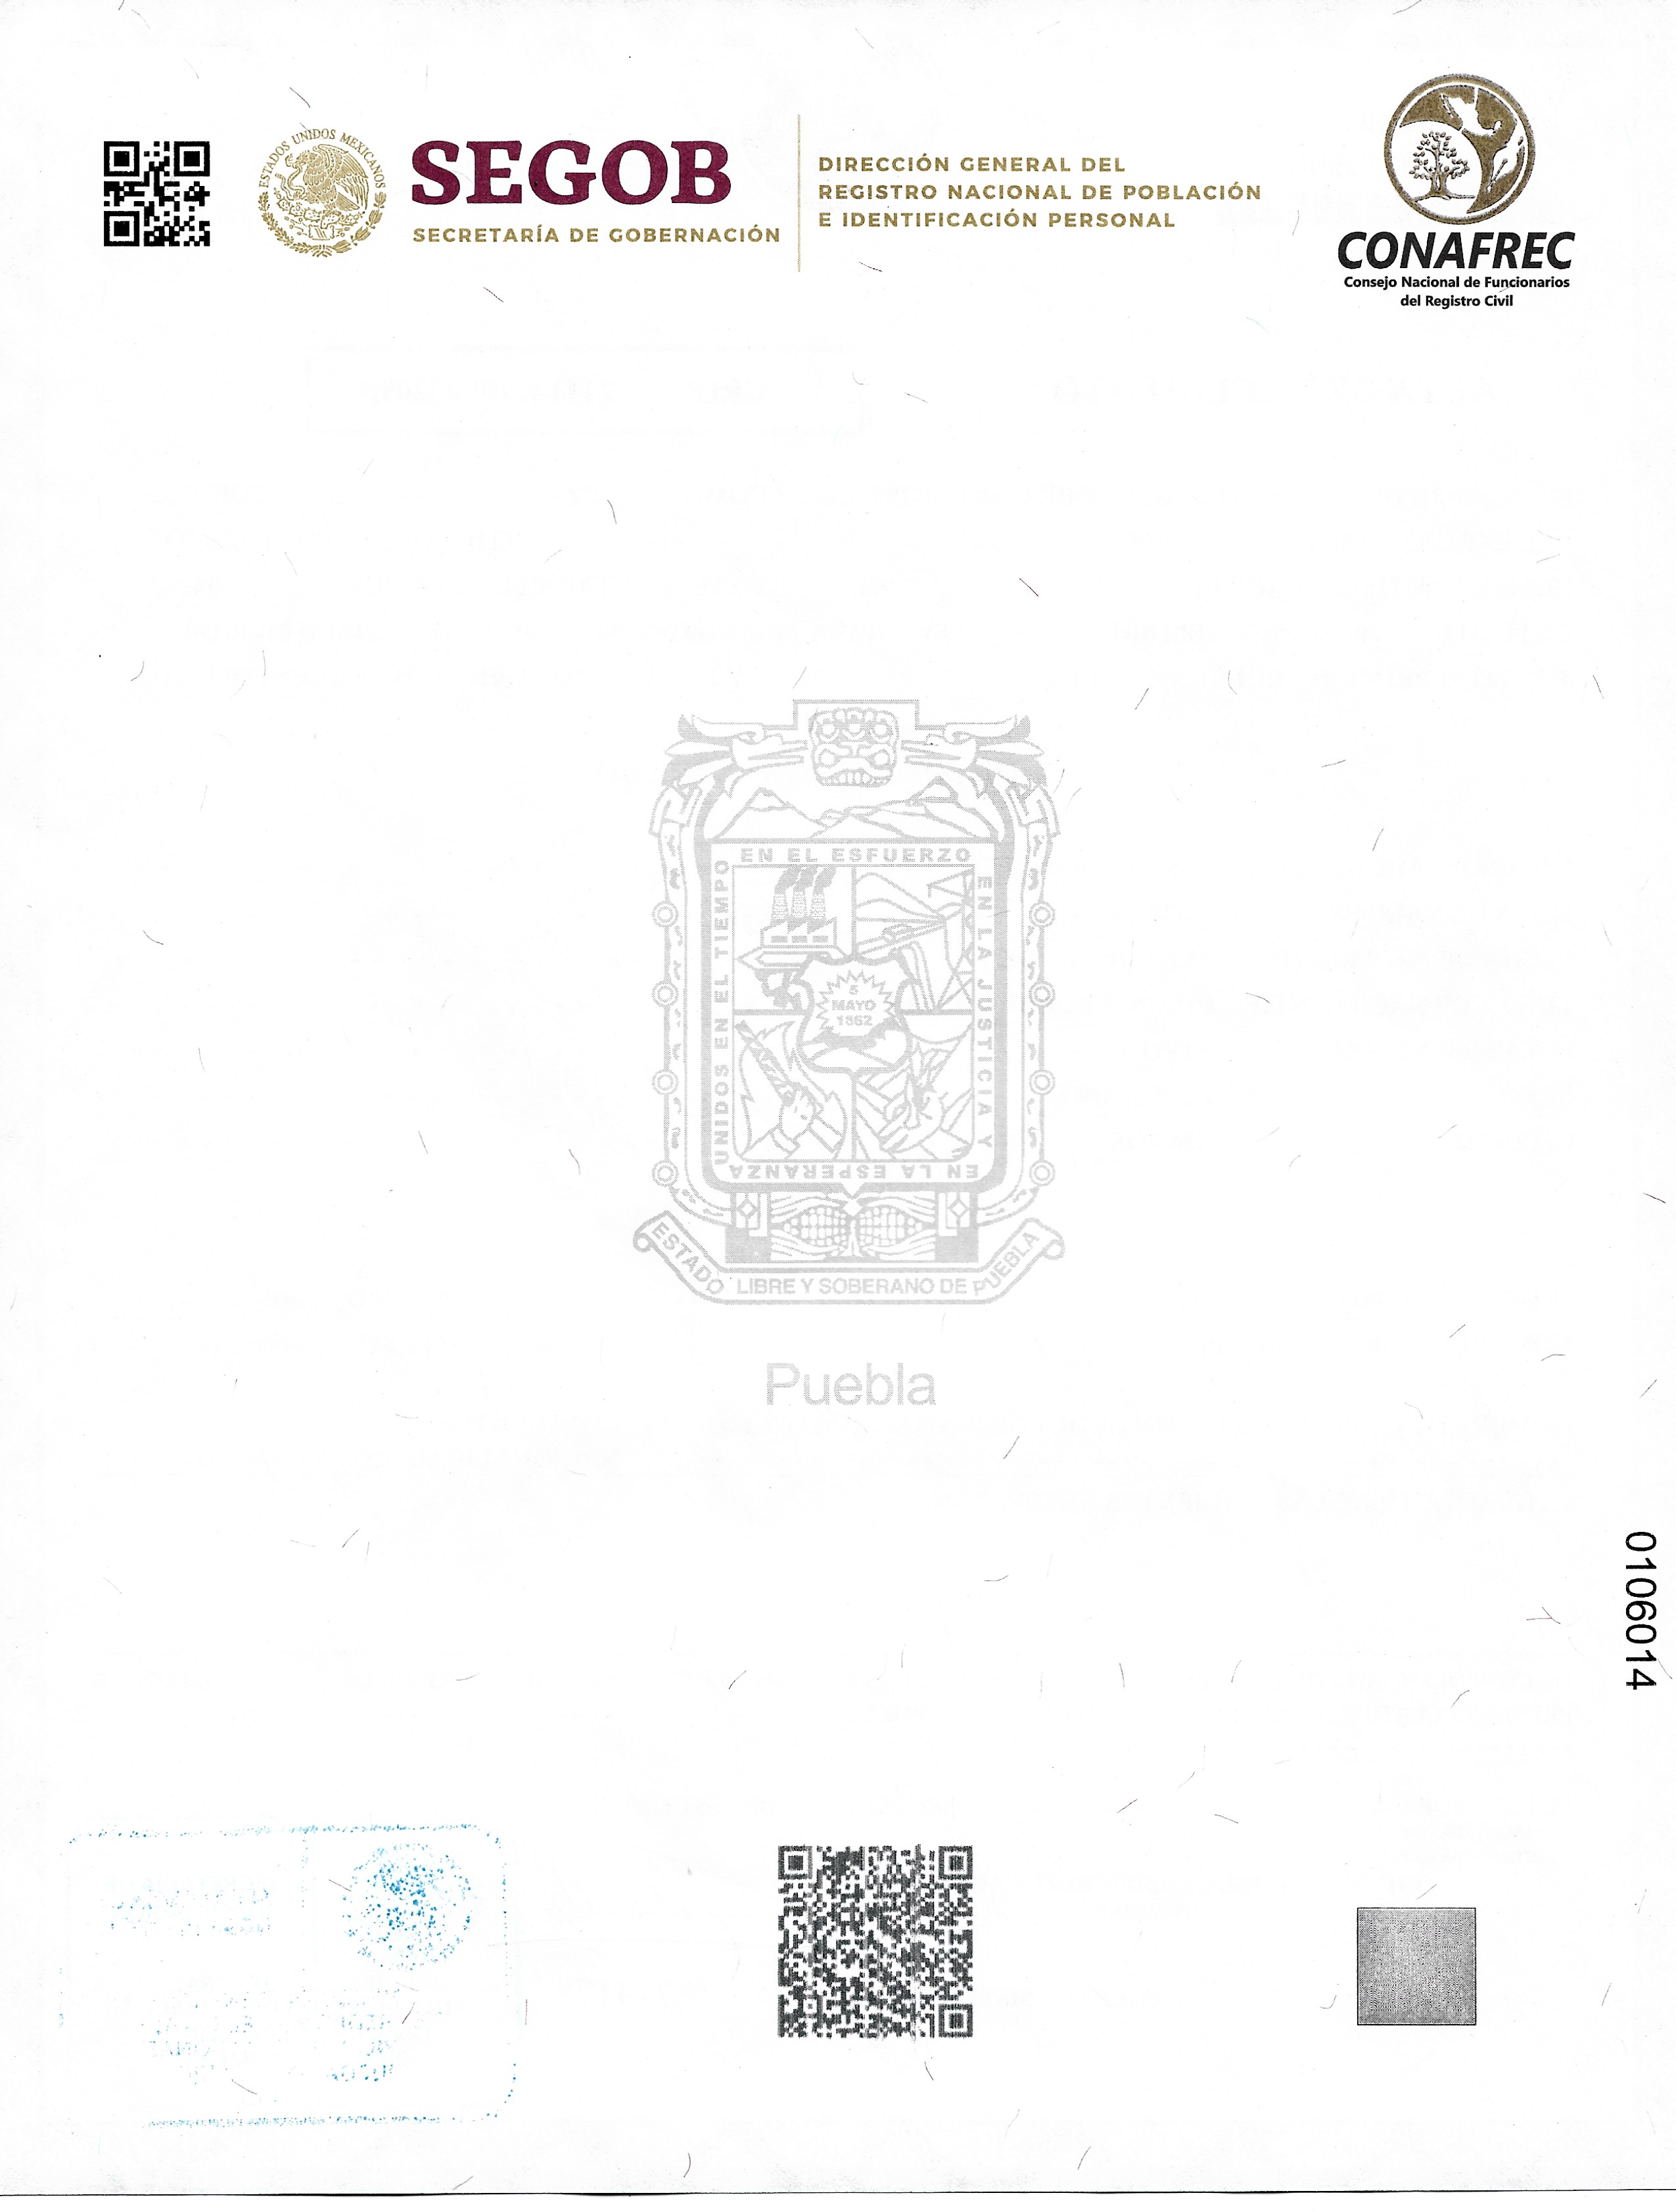 ESTADOS UNIDOS MEXICANOS
SEGOB
SECRETARÍA DE GOBERNACIÓN
DIRECCIÓN GENERAL DEL
REGISTRO NACIONAL DE POBLACIÓN
E IDENTIFICACIÓN PERSONAL
CONAFREC
Consejo Nacional de Funcionarios
del Registro Civil
UNIDOS EN EL TIEMPO
EN EL ESFUERZO
EN LA JUSTICIA Y
EN LA ESPERANZA
5
MAYO
1862
ESTADO LIBRE Y SOBERANO DE PUEBLA
Puebla
0106014